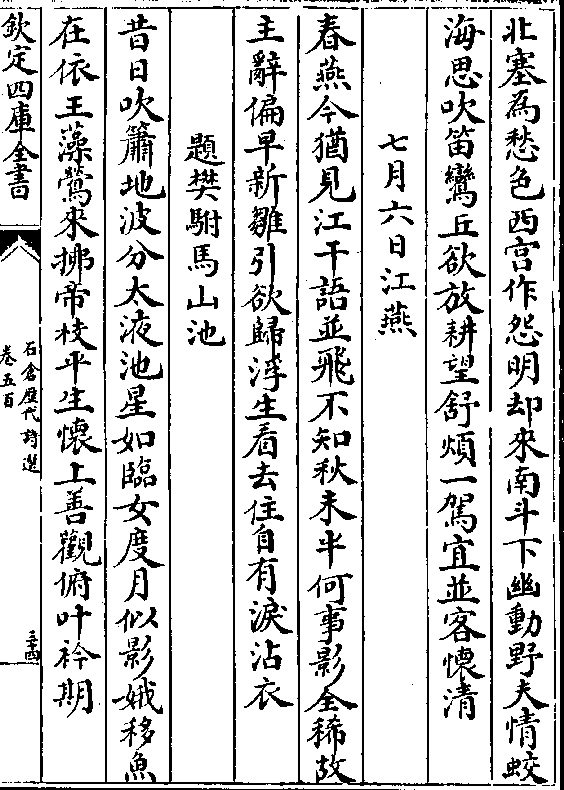 北塞為愁色西宫作怨明却來南斗下幽動野夫情蛟
海思吹笛鸞丘欲放耕望舒煩一駕宜並客懷清
七月六日江燕
春燕今猶見江干語並飛不知秋未半何事影全稀故
主辭偏早新雛引欲歸浮生看去住自有淚沾衣
題樊駙馬山池
昔日吹簫地波分太液池星如臨女度月似影娥移魚
在依王藻鶯來拂帝枝平生懷上善觀俯叶衿期
欽定四庫全書
石倉歷代詩選
卷五百
三十四